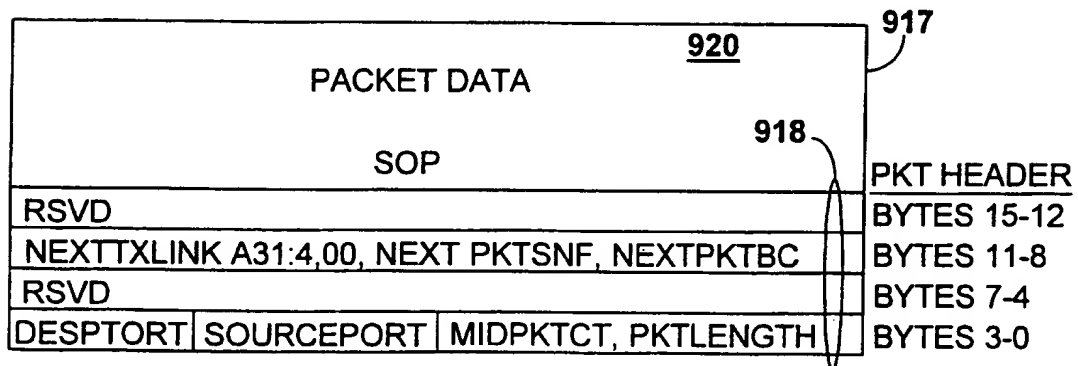 920
917
PACKET DATA
918
SOP
PKT HEADER
RSVD
BYTES 15-12
NEXTTXLINK A31:4,00, NEXT PKTSNF, NEXTPKTBC
BYTES 11-8
RSVD
BYTES 7-4
DESPTORT SOURCEPORT MIDPKTCT, PKTLENGTH
BYTES 3-0